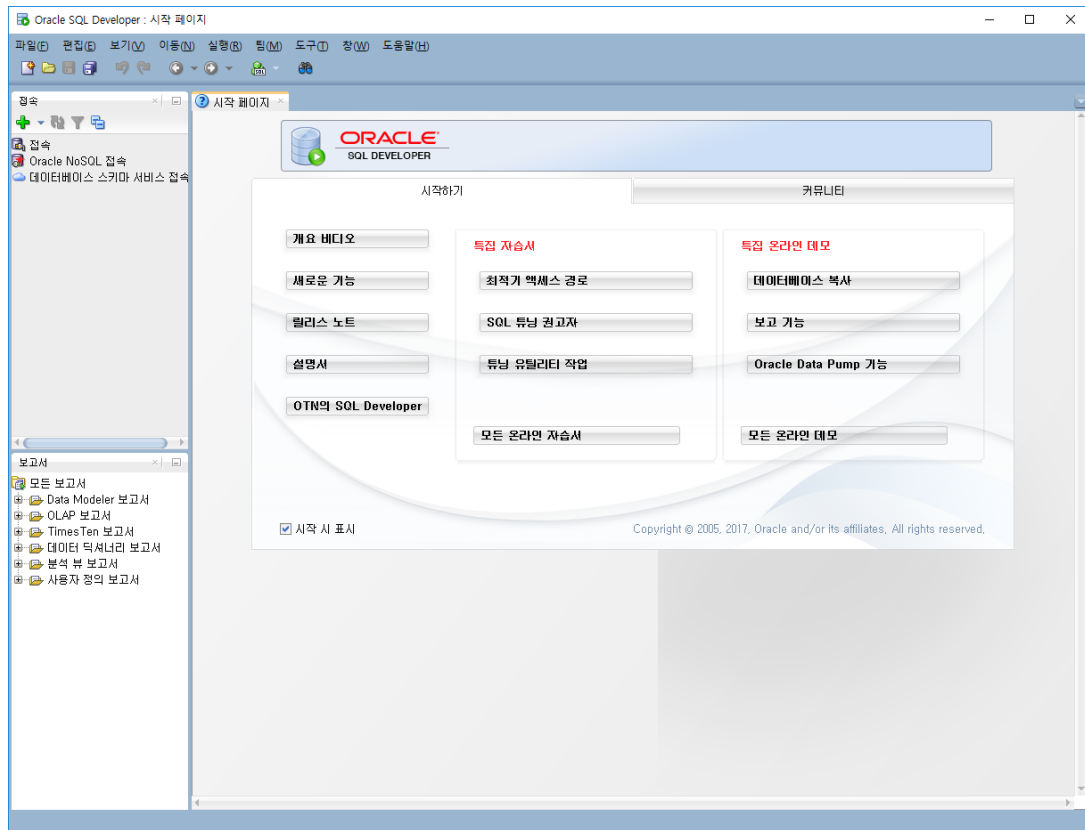 Oracle SQL Developer : 시작 페이지
파일(F) 편집(E) 보기(V) 이동(N) 실행(R) 팀(M) 도구(T) 창(W) 도움말(H)
접속
접속
Oracle NoSQL 접속
데이터베이스 스키마 서비스 접속
보고서
모든 보고서
Data Modeler 보고서
OLAP 보고서
TimesTen 보고서
데이터 딕셔너리 보고서
분석 뷰 보고서
사용자 정의 보고서
시작 페이지
ORACLE
SQL DEVELOPER
시작하기
커뮤니티
개요 비디오
새로운 기능
릴리스 노트
설명서
OTN의 SQL Developer
특집 자습서
최적기 액세스 경로
SQL 튜닝 권고자
튜닝 유틸리티 작업
모든 온라인 자습서
특집 온라인 데모
데이터베이스 복사
보고 기능
Oracle Data Pump 기능
모든 온라인 데모
시작 시 표시
Copyright © 2005, 2017, Oracle and/or its affiliates. All rights reserved.